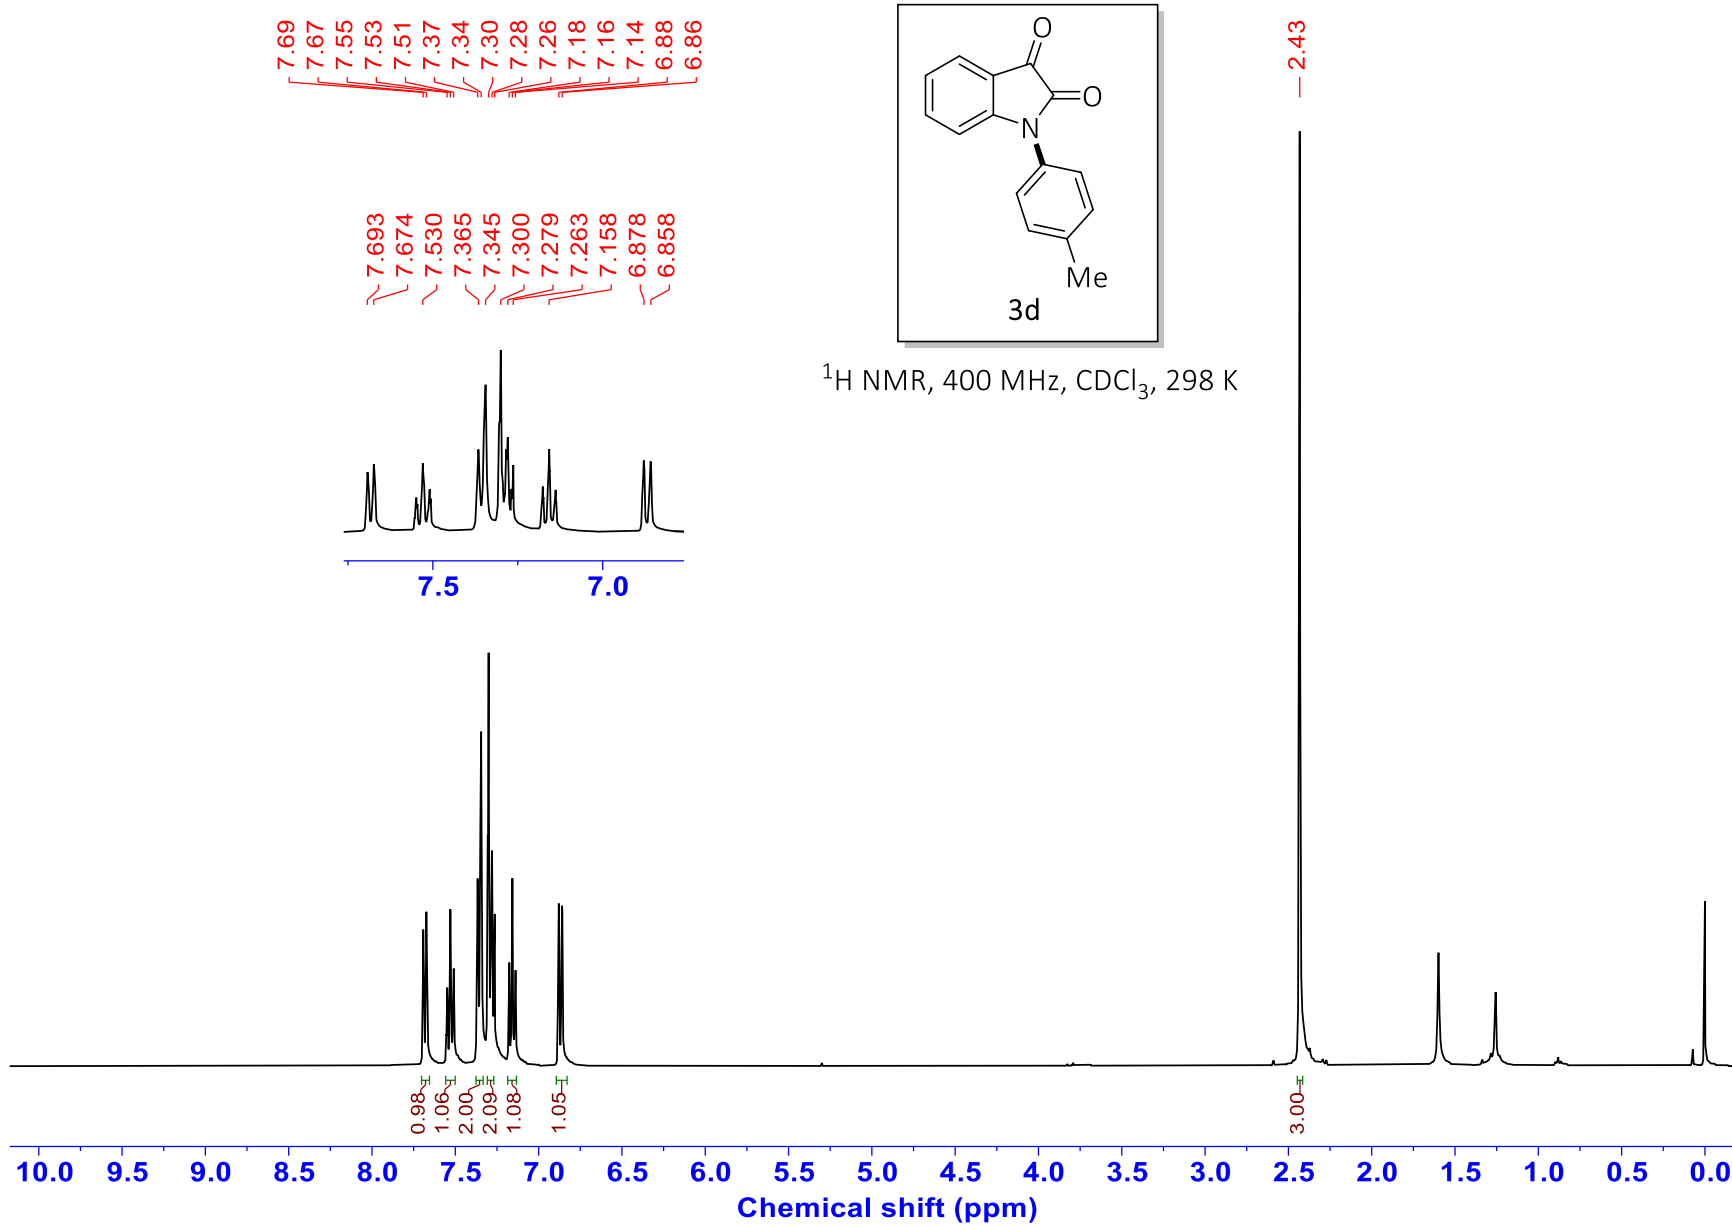 7.69 7.67 7.55 7.53 7.51 7.37 7.34 7.30 7.28 7.26 7.18 7.16 7.14 6.88 6.86
2.43
O
O
N
Me
3d
7.693 7.674 7.530 7.365 7.345 7.300 7.279 7.263 7.158 6.878 6.858
¹H NMR, 400 MHz, CDCl₃, 298 K
7.5 7.0
0.98 1.06 2.00 2.09 1.08 1.05 3.00
10.0 9.5 9.0 8.5 8.0 7.5 7.0 6.5 6.0 5.5 5.0 4.5 4.0 3.5 3.0 2.5 2.0 1.5 1.0 0.5 0.0
Chemical shift (ppm)